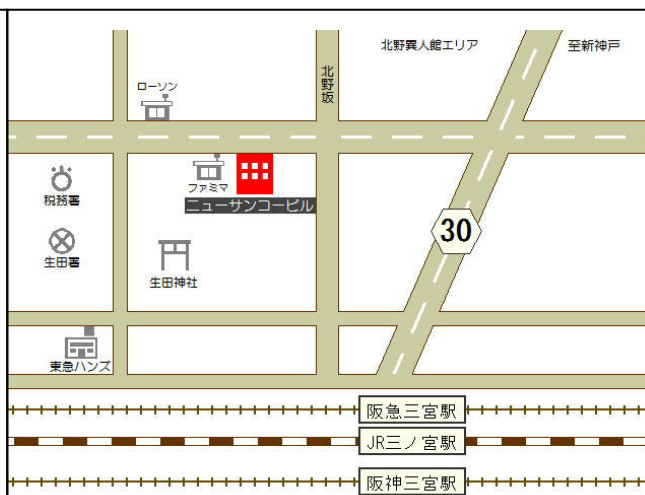 北野異人館エリア
至新神戸
北野坂
ローソン
ファミマ
税務署
ニューサンコービル
30
生田署
生田神社
東急ハンズ
阪急三宮駅
JR三ノ宮駅
阪神三宮駅